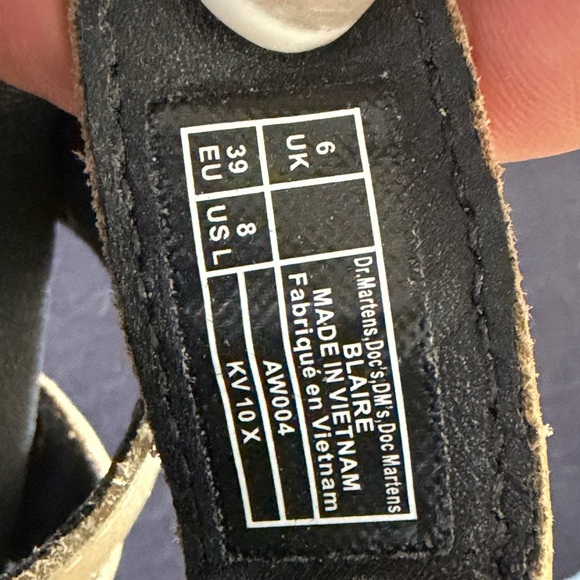 6
UK
39
EU
8
US L
Dr.Martens,Doc's,DM's,Doc Martens
BLAIRE
MADE IN VIETNAM
Fabriqué en Vietnam
AW004
KV 10 X